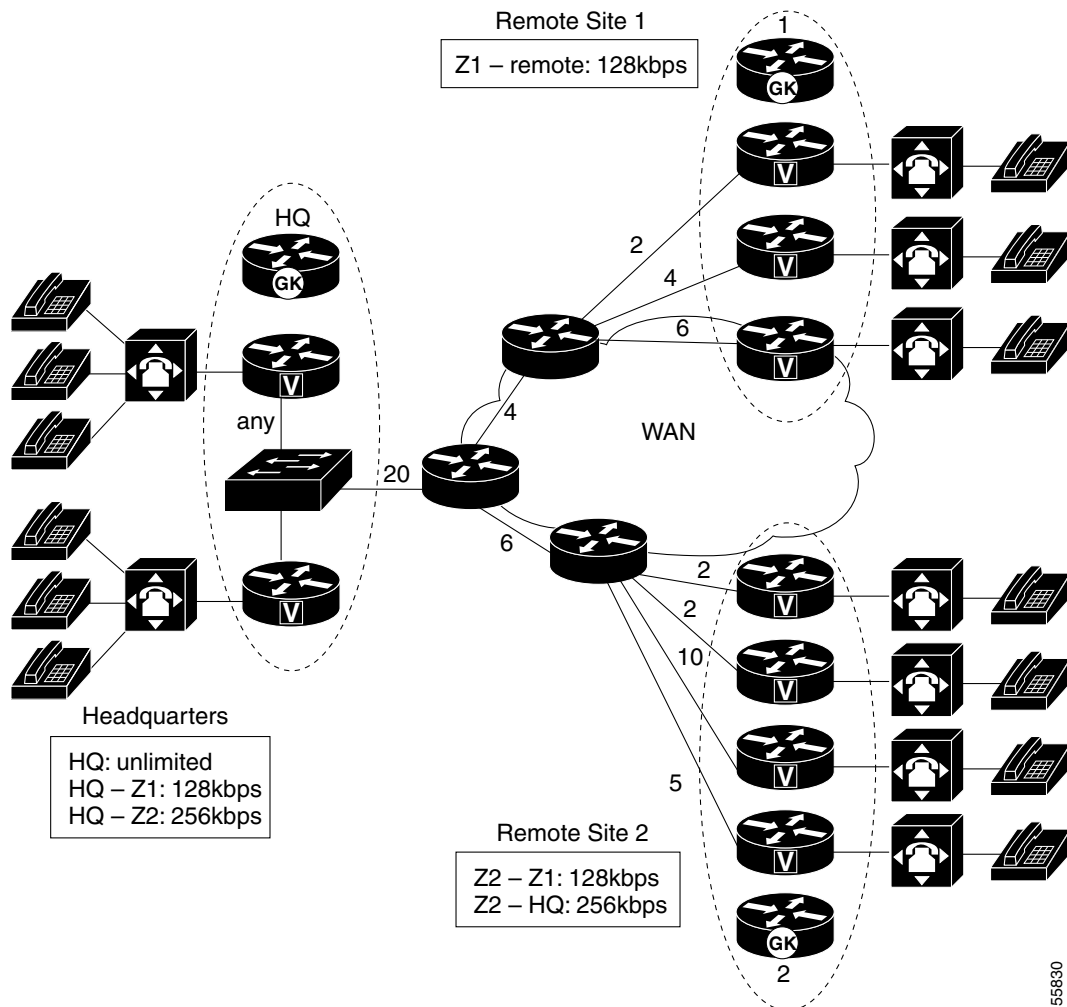 Remote Site 1
Z1 – remote: 128kbps
1
GK
V
V
V
2
4
6
HQ
GK
V
any
V
20
4
6
WAN
Headquarters
HQ: unlimited
HQ – Z1: 128kbps
HQ – Z2: 256kbps
2
2
10
5
V
V
V
V
GK
2
Remote Site 2
Z2 – Z1: 128kbps
Z2 – HQ: 256kbps
55830